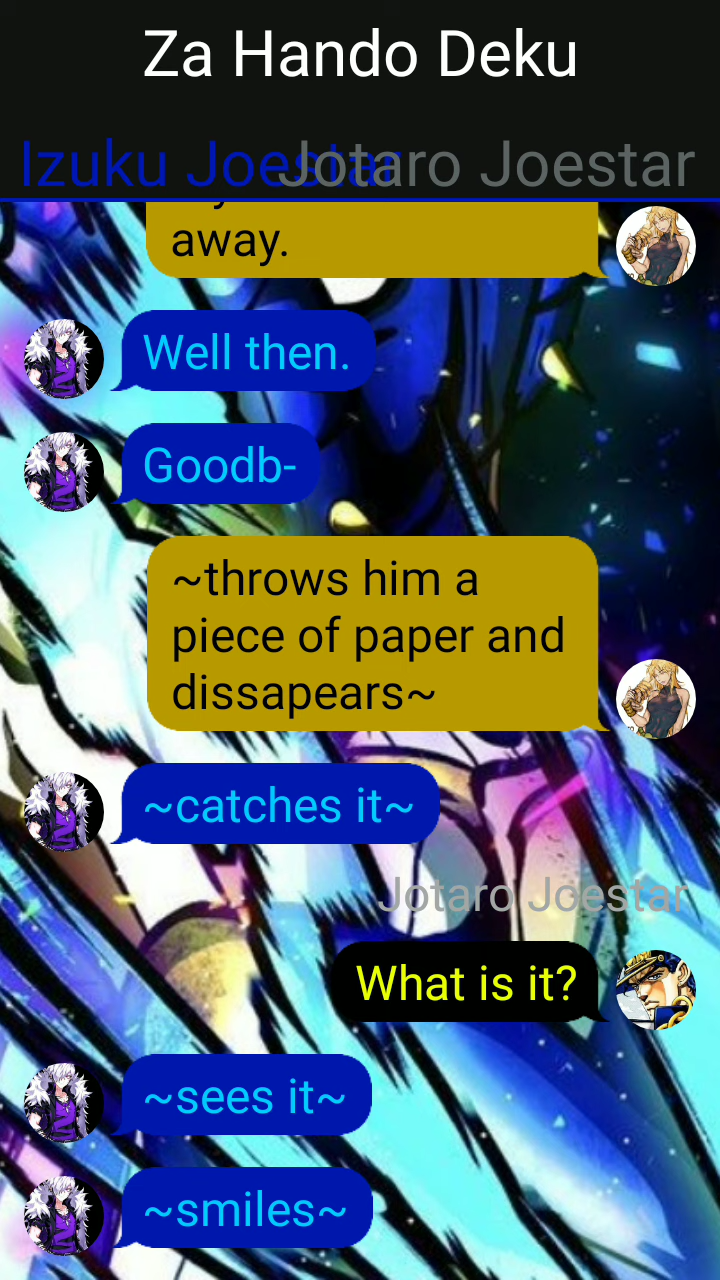 Za Hando Deku
Izuku Joestar
Jotaro Joestar
away.
Well then.
Goodb-
~throws him a
piece of paper and
dissapears~
~catches it~
Jotaro Joestar
What is it?
~sees it~
~smiles~